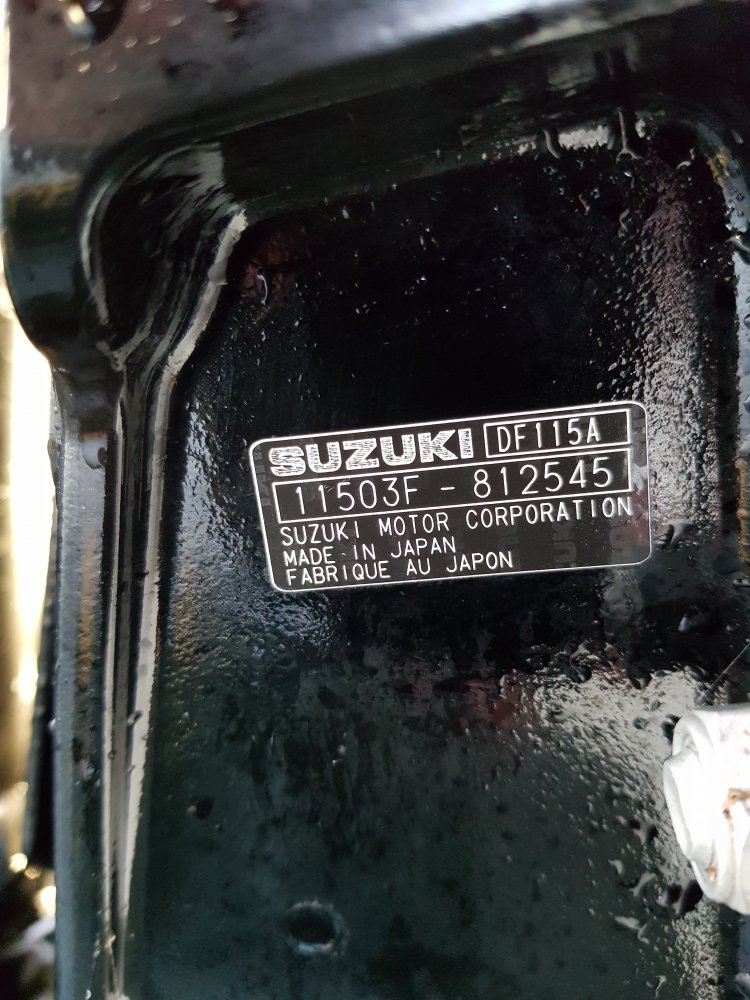 SUZUKI DF115A
11503F - 812545
SUZUKI MOTOR CORPORATION
MADE IN JAPAN
FABRIQUE AU JAPON